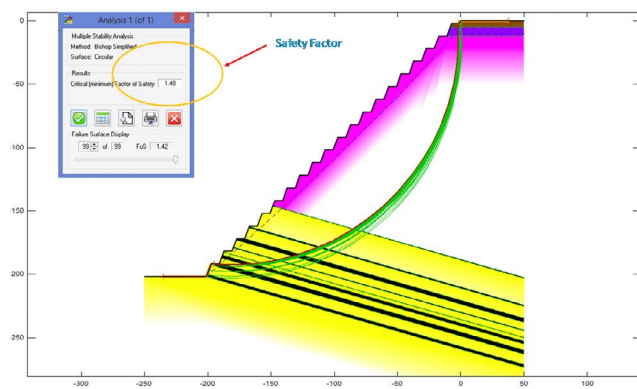 Analysis 1 (of 1)
Multiple Stability Analysis
Method: Bishop Simplified
Surface: Circular
Results
Critical (minimum) Factor of Safety 1.40
Failure Surface Display
99 of 99 FoS 1.42
Safety Factor
0
-50
-100
-150
-200
-250
-300 -250 -200 -150 -100 -50 0 50 100